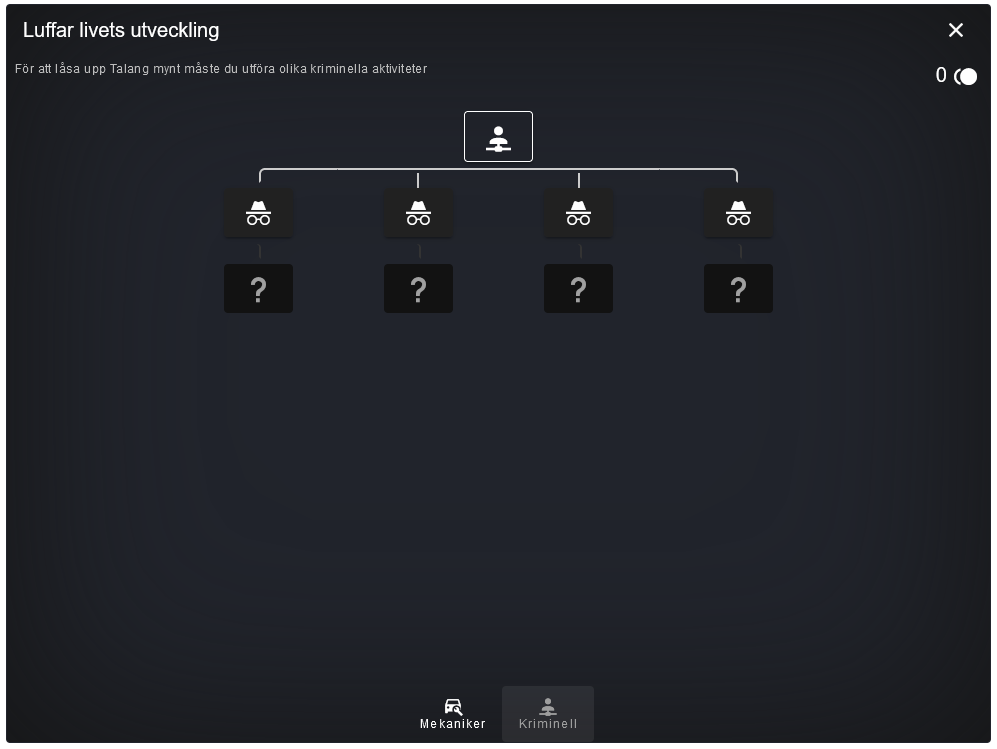 Luffar livets utveckling
För att låsa upp Talang mynt måste du utföra olika kriminella aktiviteter
0
? ? ? ?
Mekaniker Kriminell